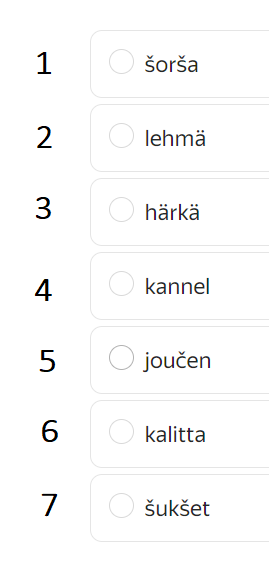 1 šorša
2 lehmä
3 härkä
4 kannel
5 joučen
6 kalitta
7 šukšet